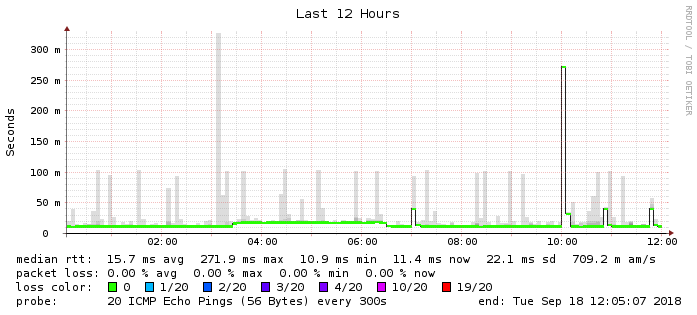 Last 12 Hours
RRDTOOL / TOBI OETIKER
Seconds
300 m
250 m
200 m
150 m
100 m
50 m
0
02:00 04:00 06:00 08:00 10:00 12:00
median rtt: 15.7 ms avg 271.9 ms max 10.9 ms min 11.4 ms now 22.1 ms sd 709.2 m am/s
packet loss: 0.00 % avg 0.00 % max 0.00 % min 0.00 % now
loss color: 0 1/20 2/20 3/20 4/20 10/20 19/20
probe: 20 ICMP Echo Pings (56 Bytes) every 300s end: Tue Sep 18 12:05:07 2018